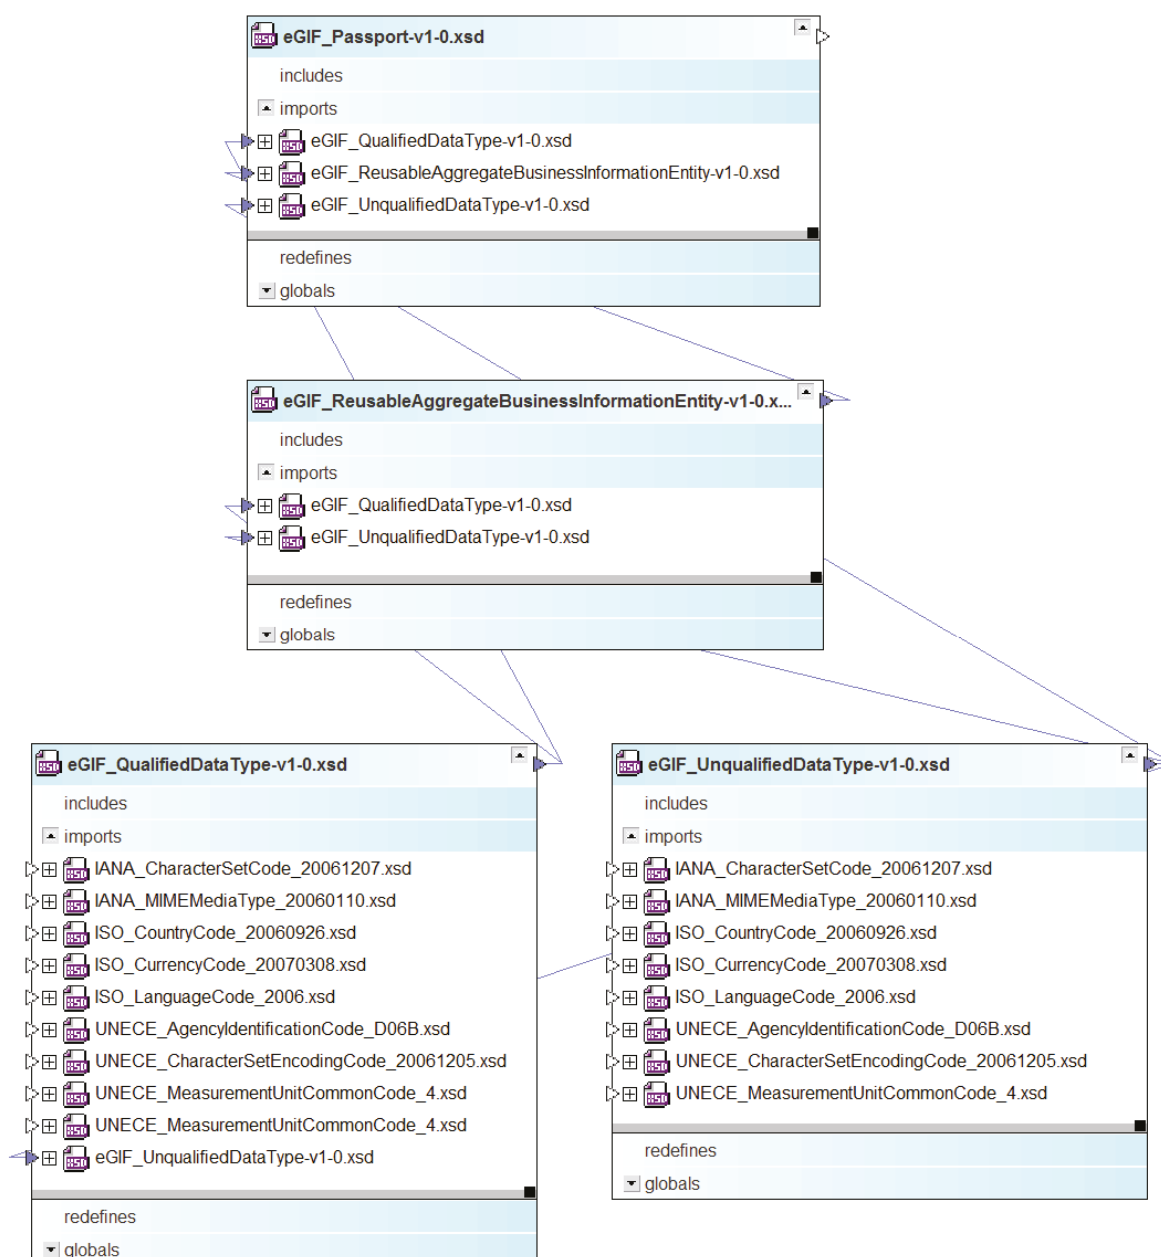 eGIF_Passport-v1-0.xsd
includes
imports
eGIF_QualifiedDataType-v1-0.xsd
eGIF_ReusableAggregateBusinessInformationEntity-v1-0.xsd
eGIF_UnqualifiedDataType-v1-0.xsd
redefines
globals
eGIF_ReusableAggregateBusinessInformationEntity-v1-0.x...
includes
imports
eGIF_QualifiedDataType-v1-0.xsd
eGIF_UnqualifiedDataType-v1-0.xsd
redefines
globals
eGIF_QualifiedDataType-v1-0.xsd
includes
imports
IANA_CharacterSetCode_20061207.xsd
IANA_MIMEMediaType_20060110.xsd
ISO_CountryCode_20060926.xsd
ISO_CurrencyCode_20070308.xsd
ISO_LanguageCode_2006.xsd
UNECE_AgencyIdentificationCode_D06B.xsd
UNECE_CharacterSetEncodingCode_20061205.xsd
UNECE_MeasurementUnitCommonCode_4.xsd
UNECE_MeasurementUnitCommonCode_4.xsd
eGIF_UnqualifiedDataType-v1-0.xsd
redefines
globals
eGIF_UnqualifiedDataType-v1-0.xsd
includes
imports
IANA_CharacterSetCode_20061207.xsd
IANA_MIMEMediaType_20060110.xsd
ISO_CountryCode_20060926.xsd
ISO_CurrencyCode_20070308.xsd
ISO_LanguageCode_2006.xsd
UNECE_AgencyIdentificationCode_D06B.xsd
UNECE_CharacterSetEncodingCode_20061205.xsd
UNECE_MeasurementUnitCommonCode_4.xsd
redefines
globals